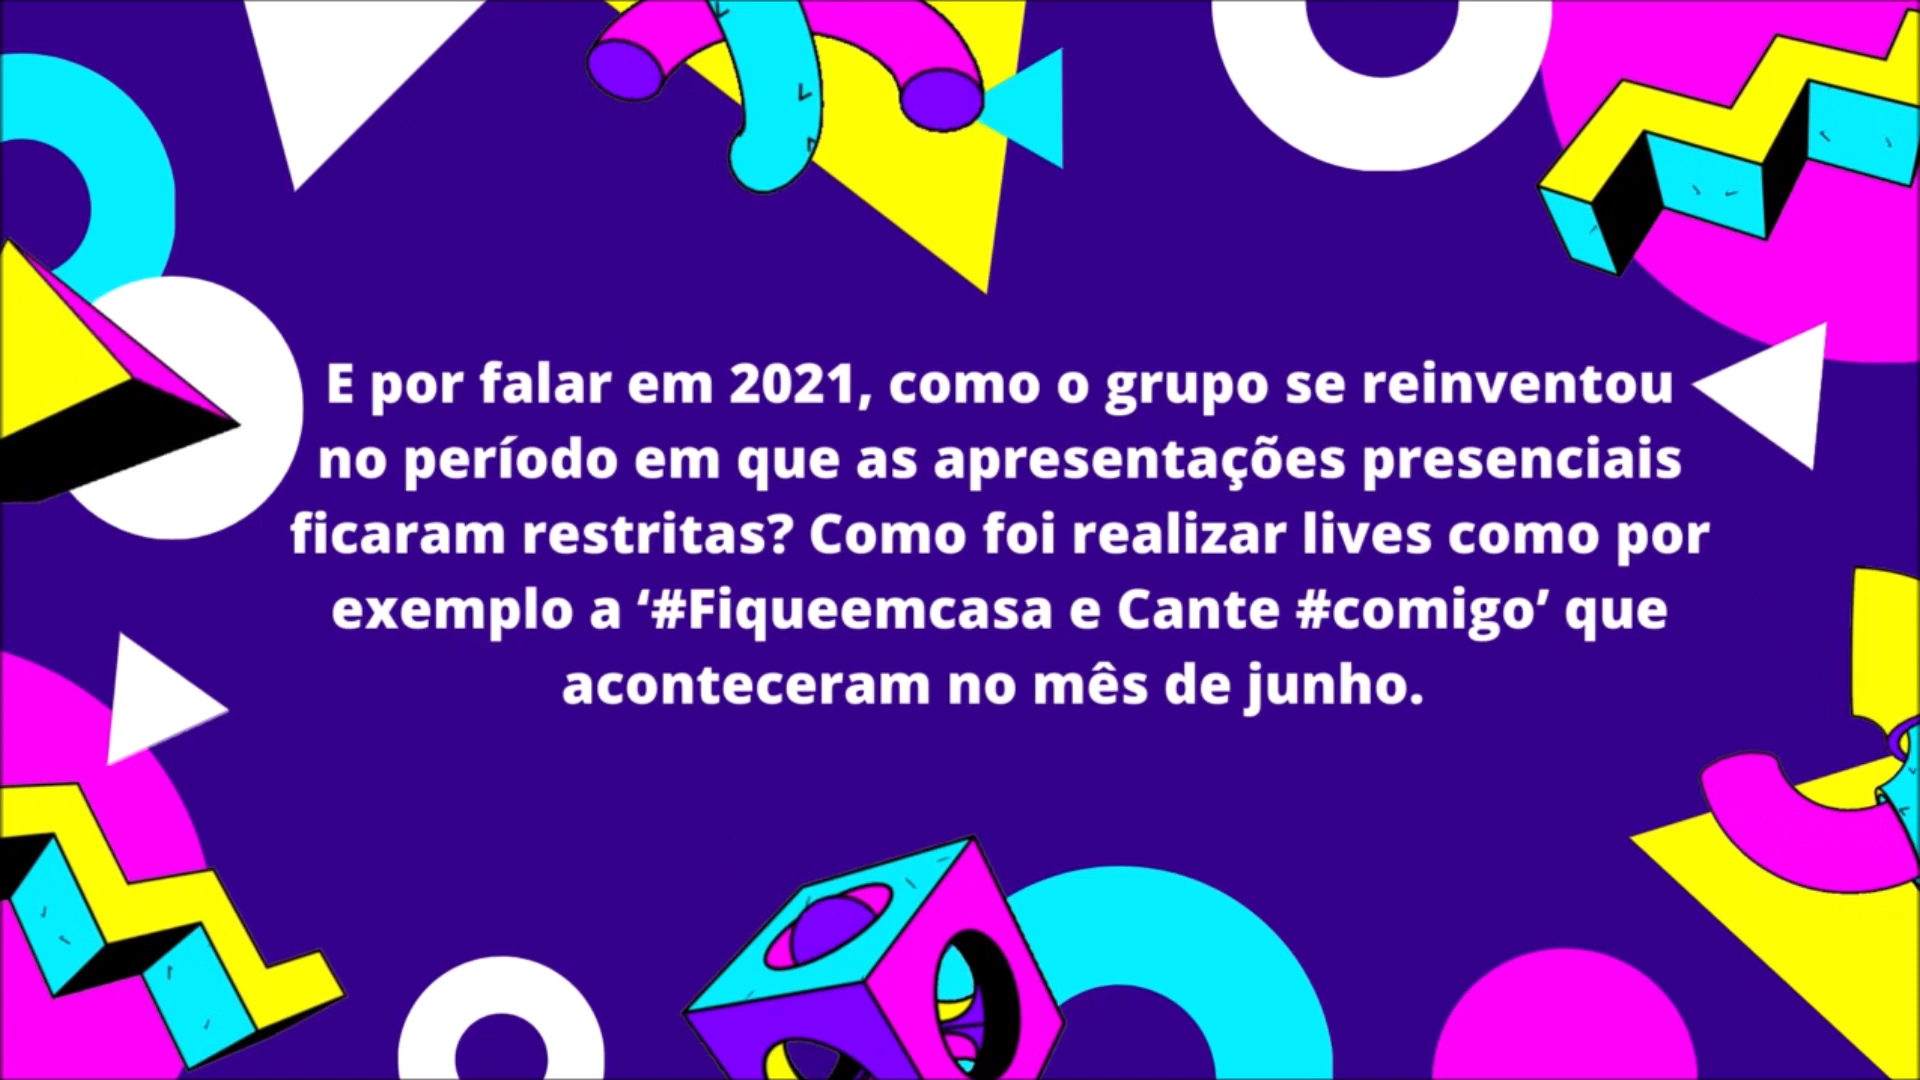 E por falar em 2021, como o grupo se reinventou
no período em que as apresentações presenciais
ficaram restritas? Como foi realizar lives como por
exemplo a ‘#Fiqueemcasa e Cante #comigo’ que
aconteceram no mês de junho.